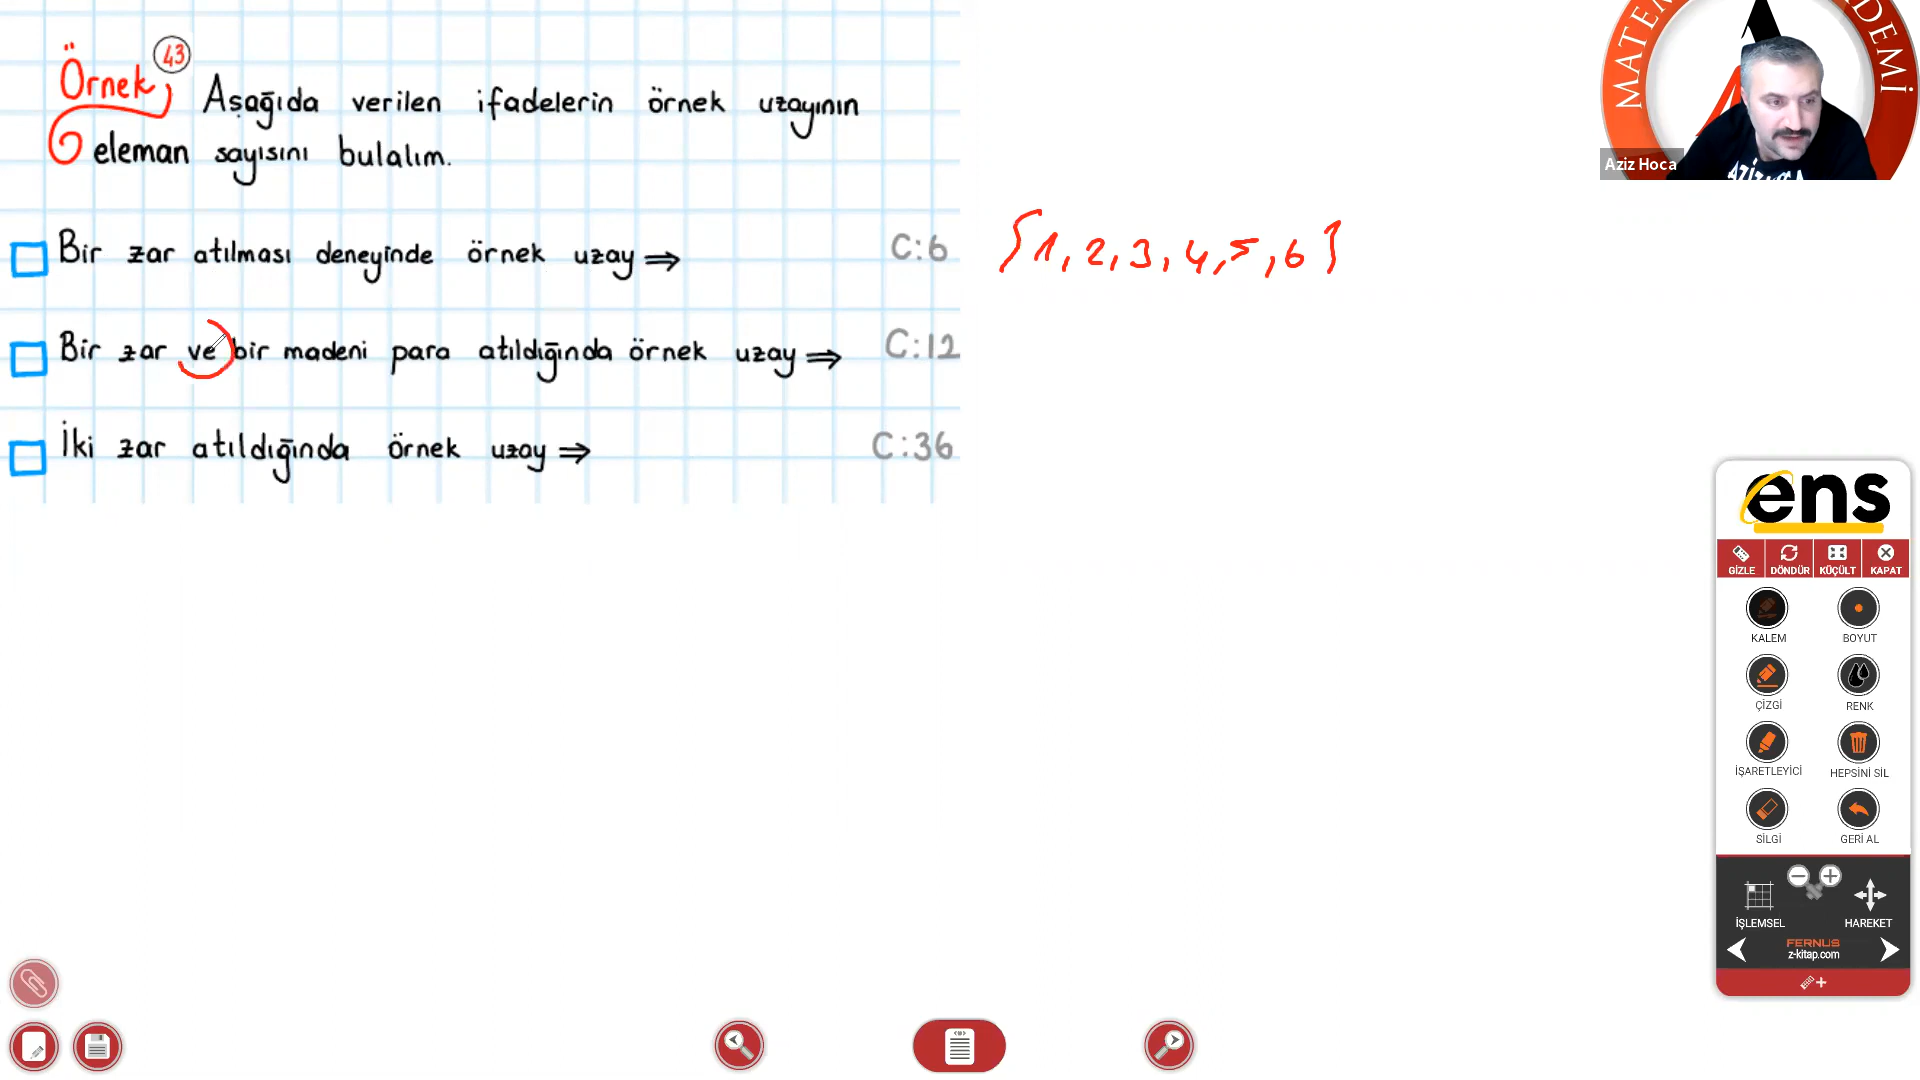 Örnek 43 Aşağıda verilen ifadelerin örnek uzayının
eleman sayısını bulalım.
Bir zar atılması deneyinde örnek uzay ⇒ C:6
{1, 2, 3, 4, 5, 6}
Bir zar ve bir madeni para atıldığında örnek uzay ⇒ C:12
İki zar atıldığında örnek uzay ⇒ C:36
Aziz Hoca
ens
GİZLE DÖNDÜR KÜÇÜLT KAPAT
KALEM BOYUT
ÇİZGİ RENK
İŞARETLEYİCİ HEPSİNİ SİL
SİLGİ GERİ AL
İŞLEMSEL HAREKET
FERNUS
z-kitap.com